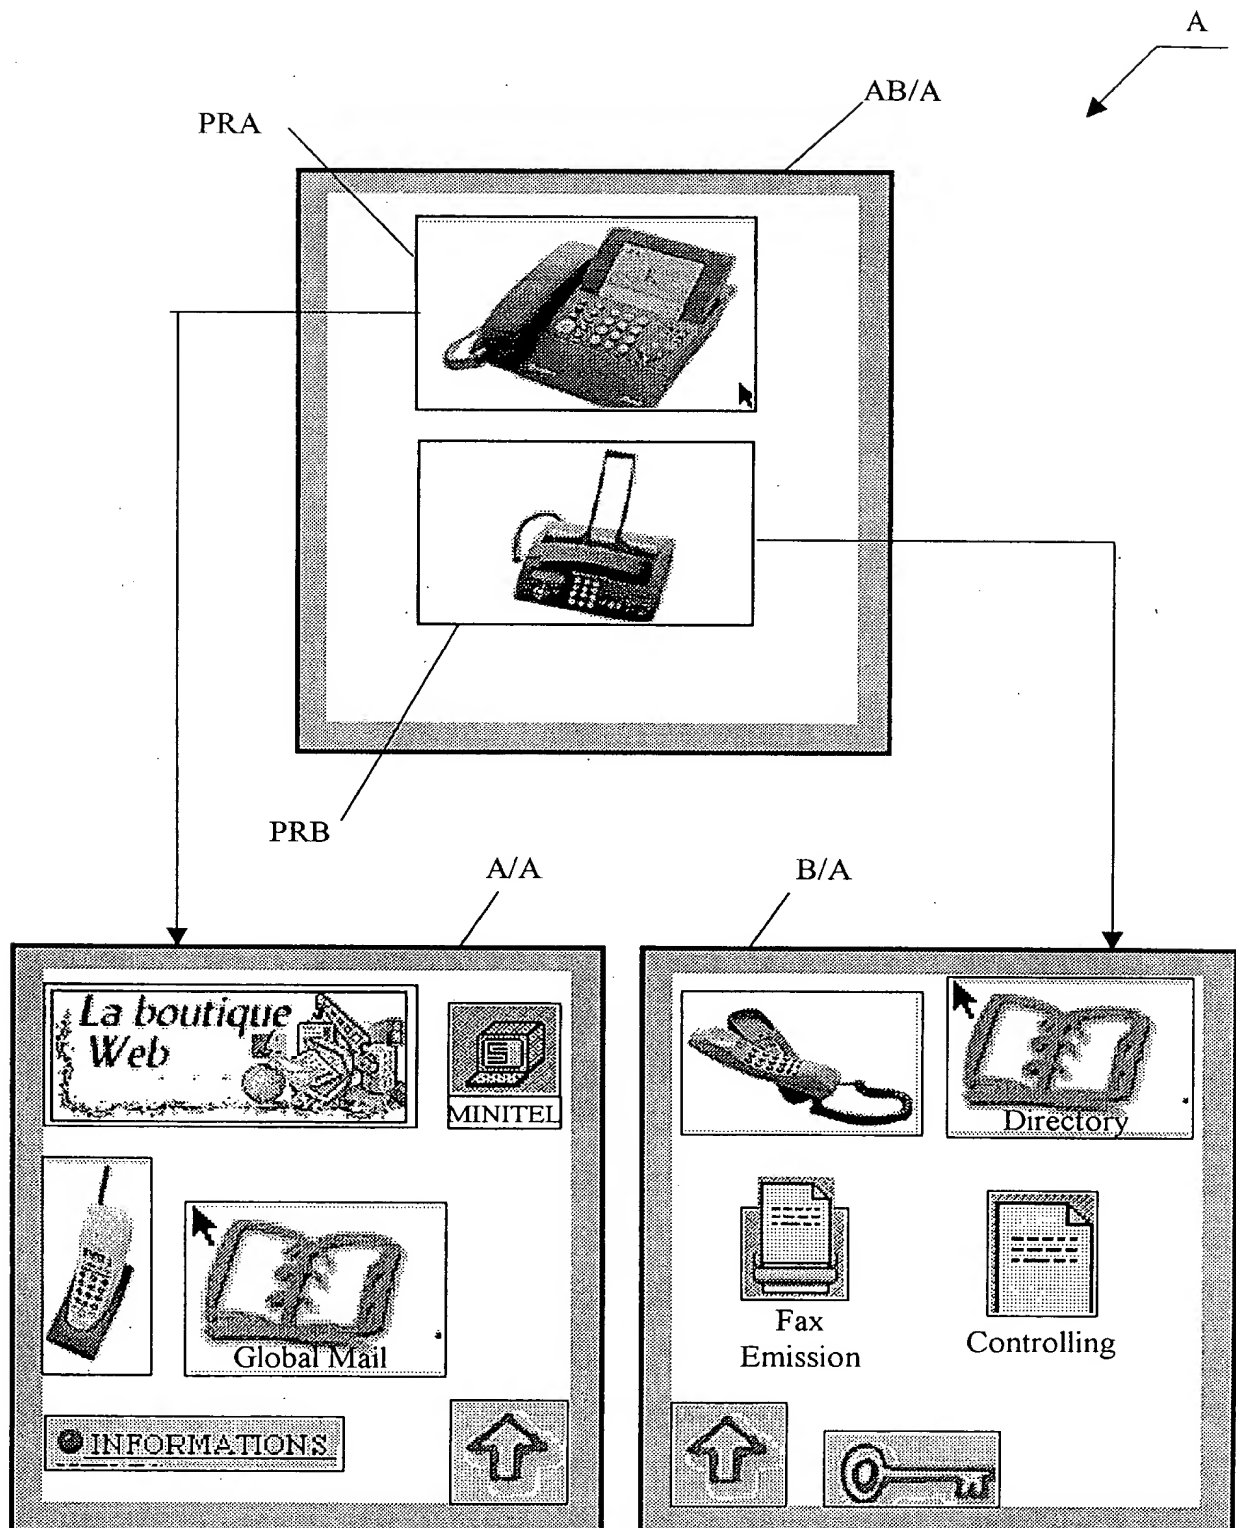 A
AB/A
PRA
PRB
A/A
B/A
La boutique
Web
MINITEL
Directory
Global Mail
Fax
Emission
Controlling
INFORMATIONS